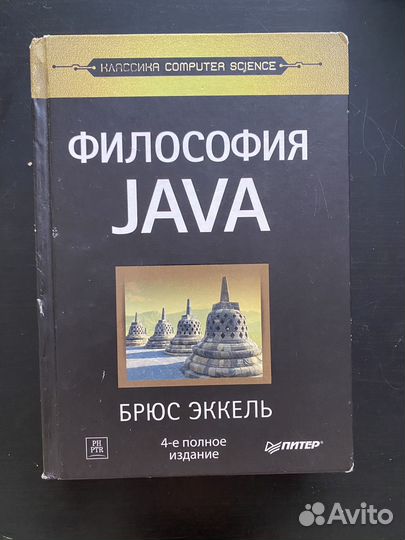 КЛАССИКА COMPUTER SCIENCE
ФИЛОСОФИЯ
JAVA
БРЮС ЭККЕЛЬ
4-е полное
издание
PH
PTR
ПИТЕР
Avito